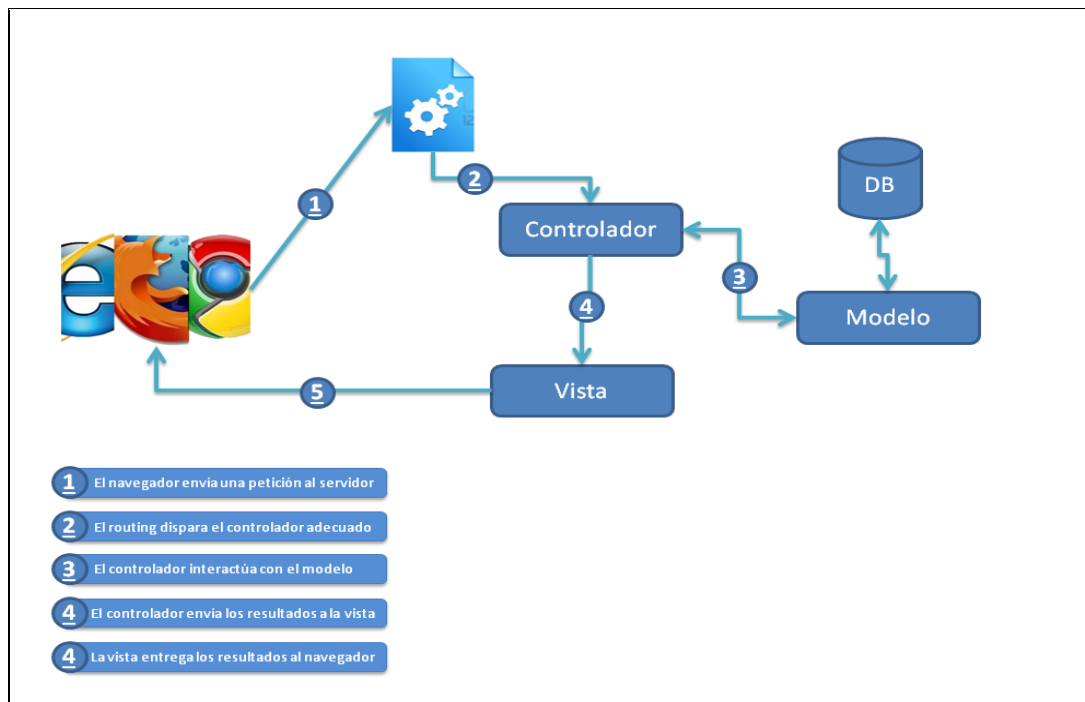 1
2
DB
Controlador
3
4
Modelo
Vista
5
1 El navegador envía una petición al servidor
2 El routing dispara el controlador adecuado
3 El controlador interactúa con el modelo
4 El controlador envía los resultados a la vista
4 La vista entrega los resultados al navegador